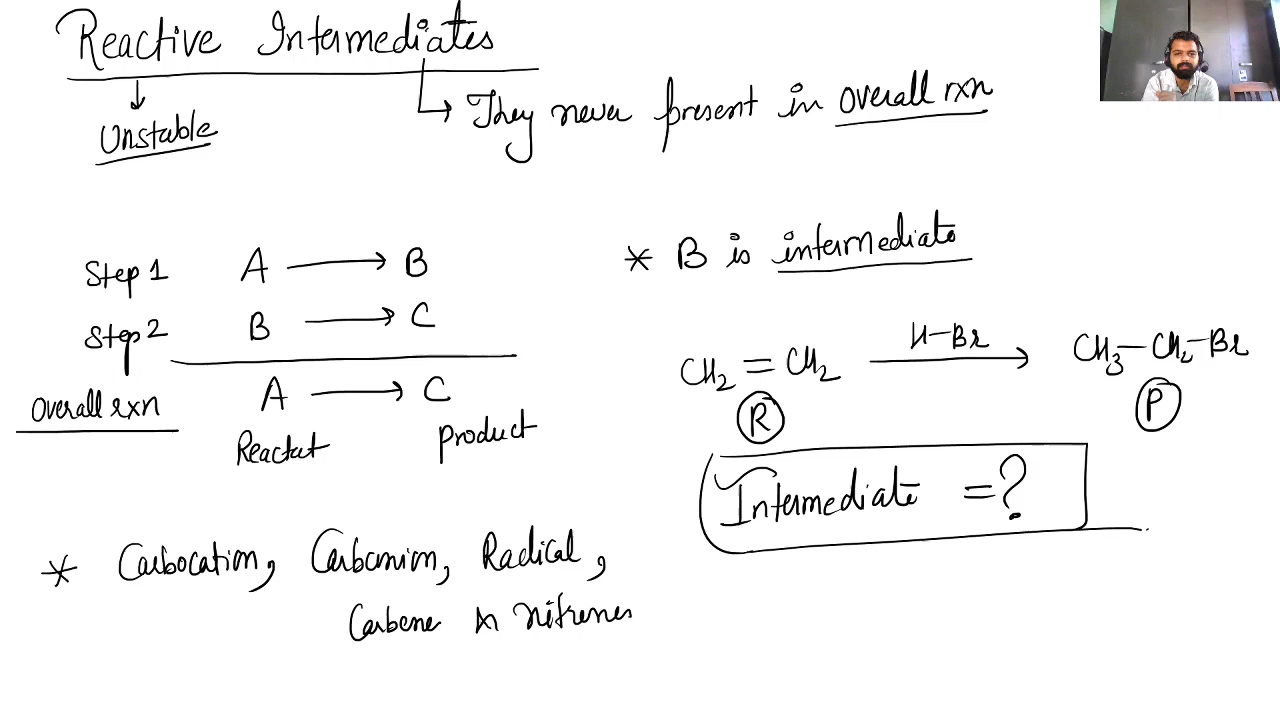 Reactive Intermediates
Unstable
They never present in overall rxn
Step 1 A → B
Step 2 B → C
Overall rxn A → C
Reactat product
* B is intermediate
CH2 = CH2 H-Br → CH3-CH2-Br
R P
Intermediate = ?
* Carbocation, Carbanion, Radical,
Carbene & nitrenes